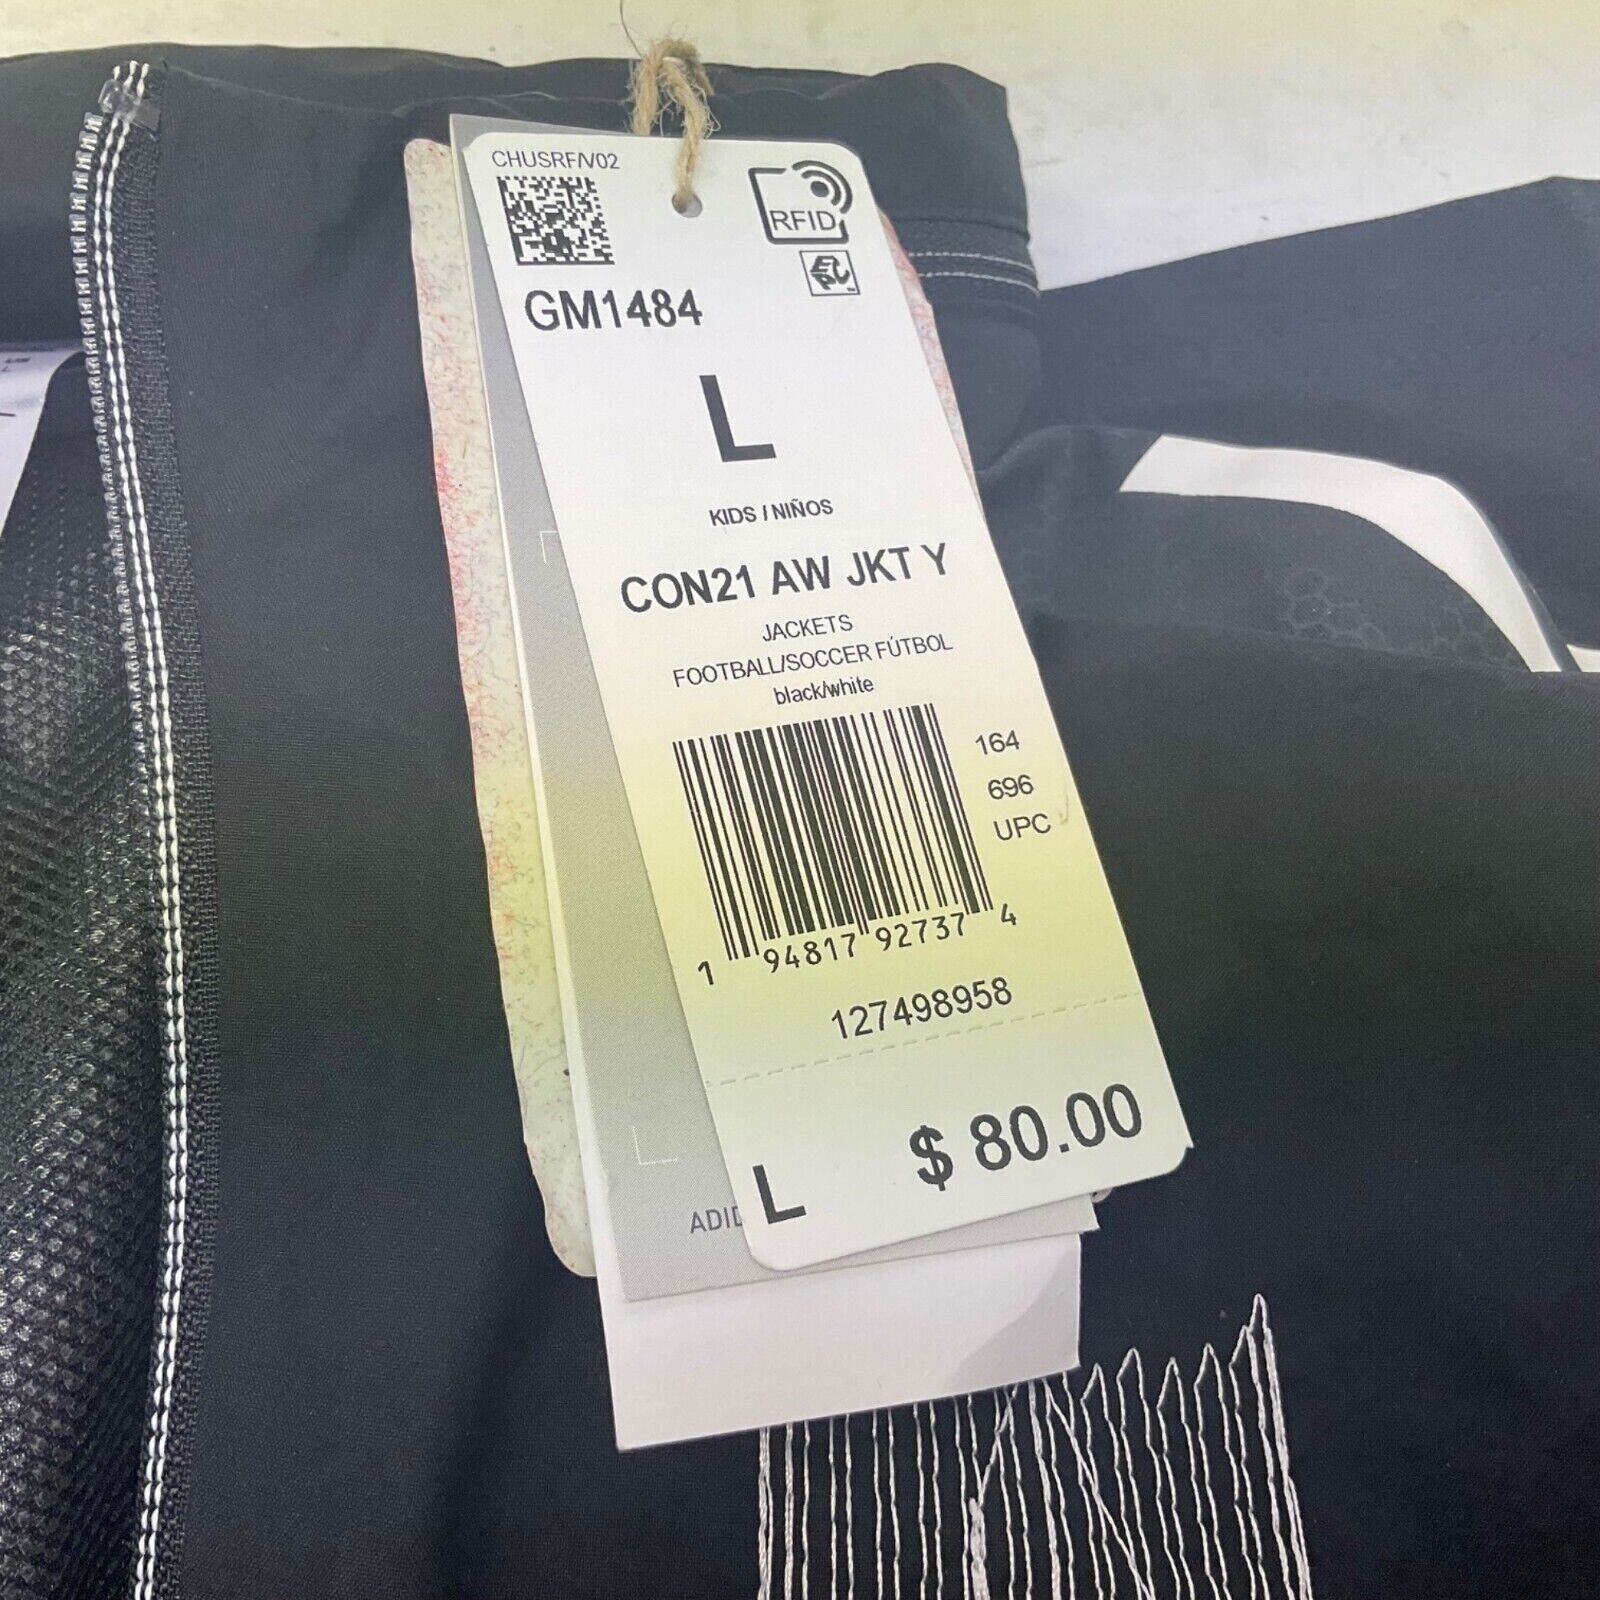 CHUSRF/V02
RFID
GM1484
L
KIDS / NIÑOS
CON21 AW JKT Y
JACKETS
FOOTBALL/SOCCER FÚTBOL
black/white
164
696
UPC
1 94817 92737 4
127498958
L $ 80.00
ADID